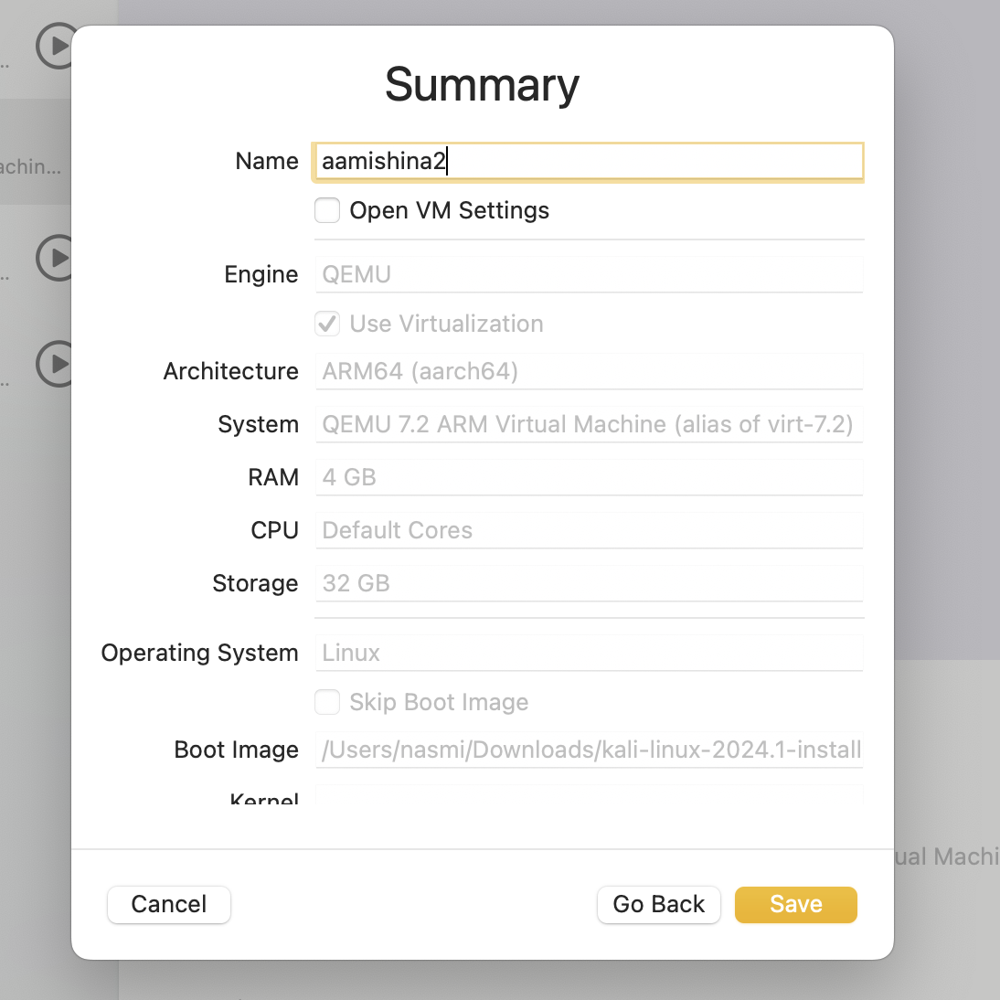 Summary
Name aamishina2
Open VM Settings
Engine QEMU
Use Virtualization
Architecture ARM64 (aarch64)
System QEMU 7.2 ARM Virtual Machine (alias of virt-7.2)
RAM 4 GB
CPU Default Cores
Storage 32 GB
Operating System Linux
Skip Boot Image
Boot Image /Users/nasmi/Downloads/kali-linux-2024.1-install
Kernel
Cancel Go Back Save
achin...
ual Machi